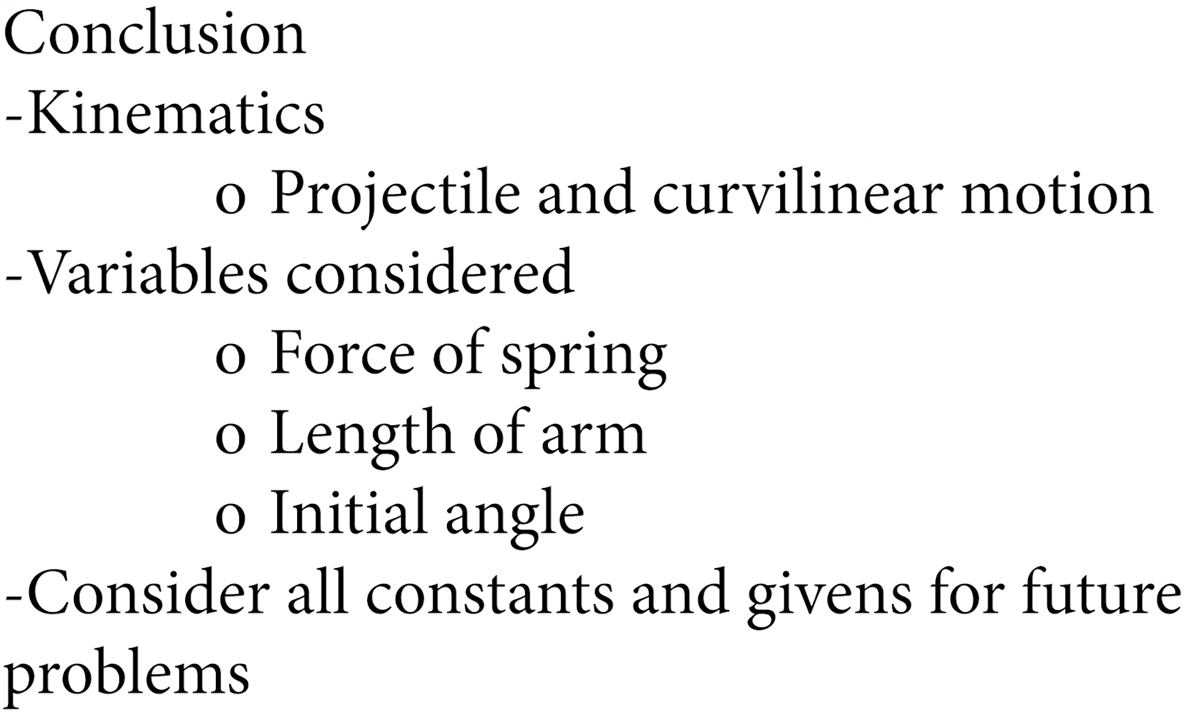 Conclusion
-Kinematics
o Projectile and curvilinear motion
-Variables considered
o Force of spring
o Length of arm
o Initial angle
-Consider all constants and givens for future
problems